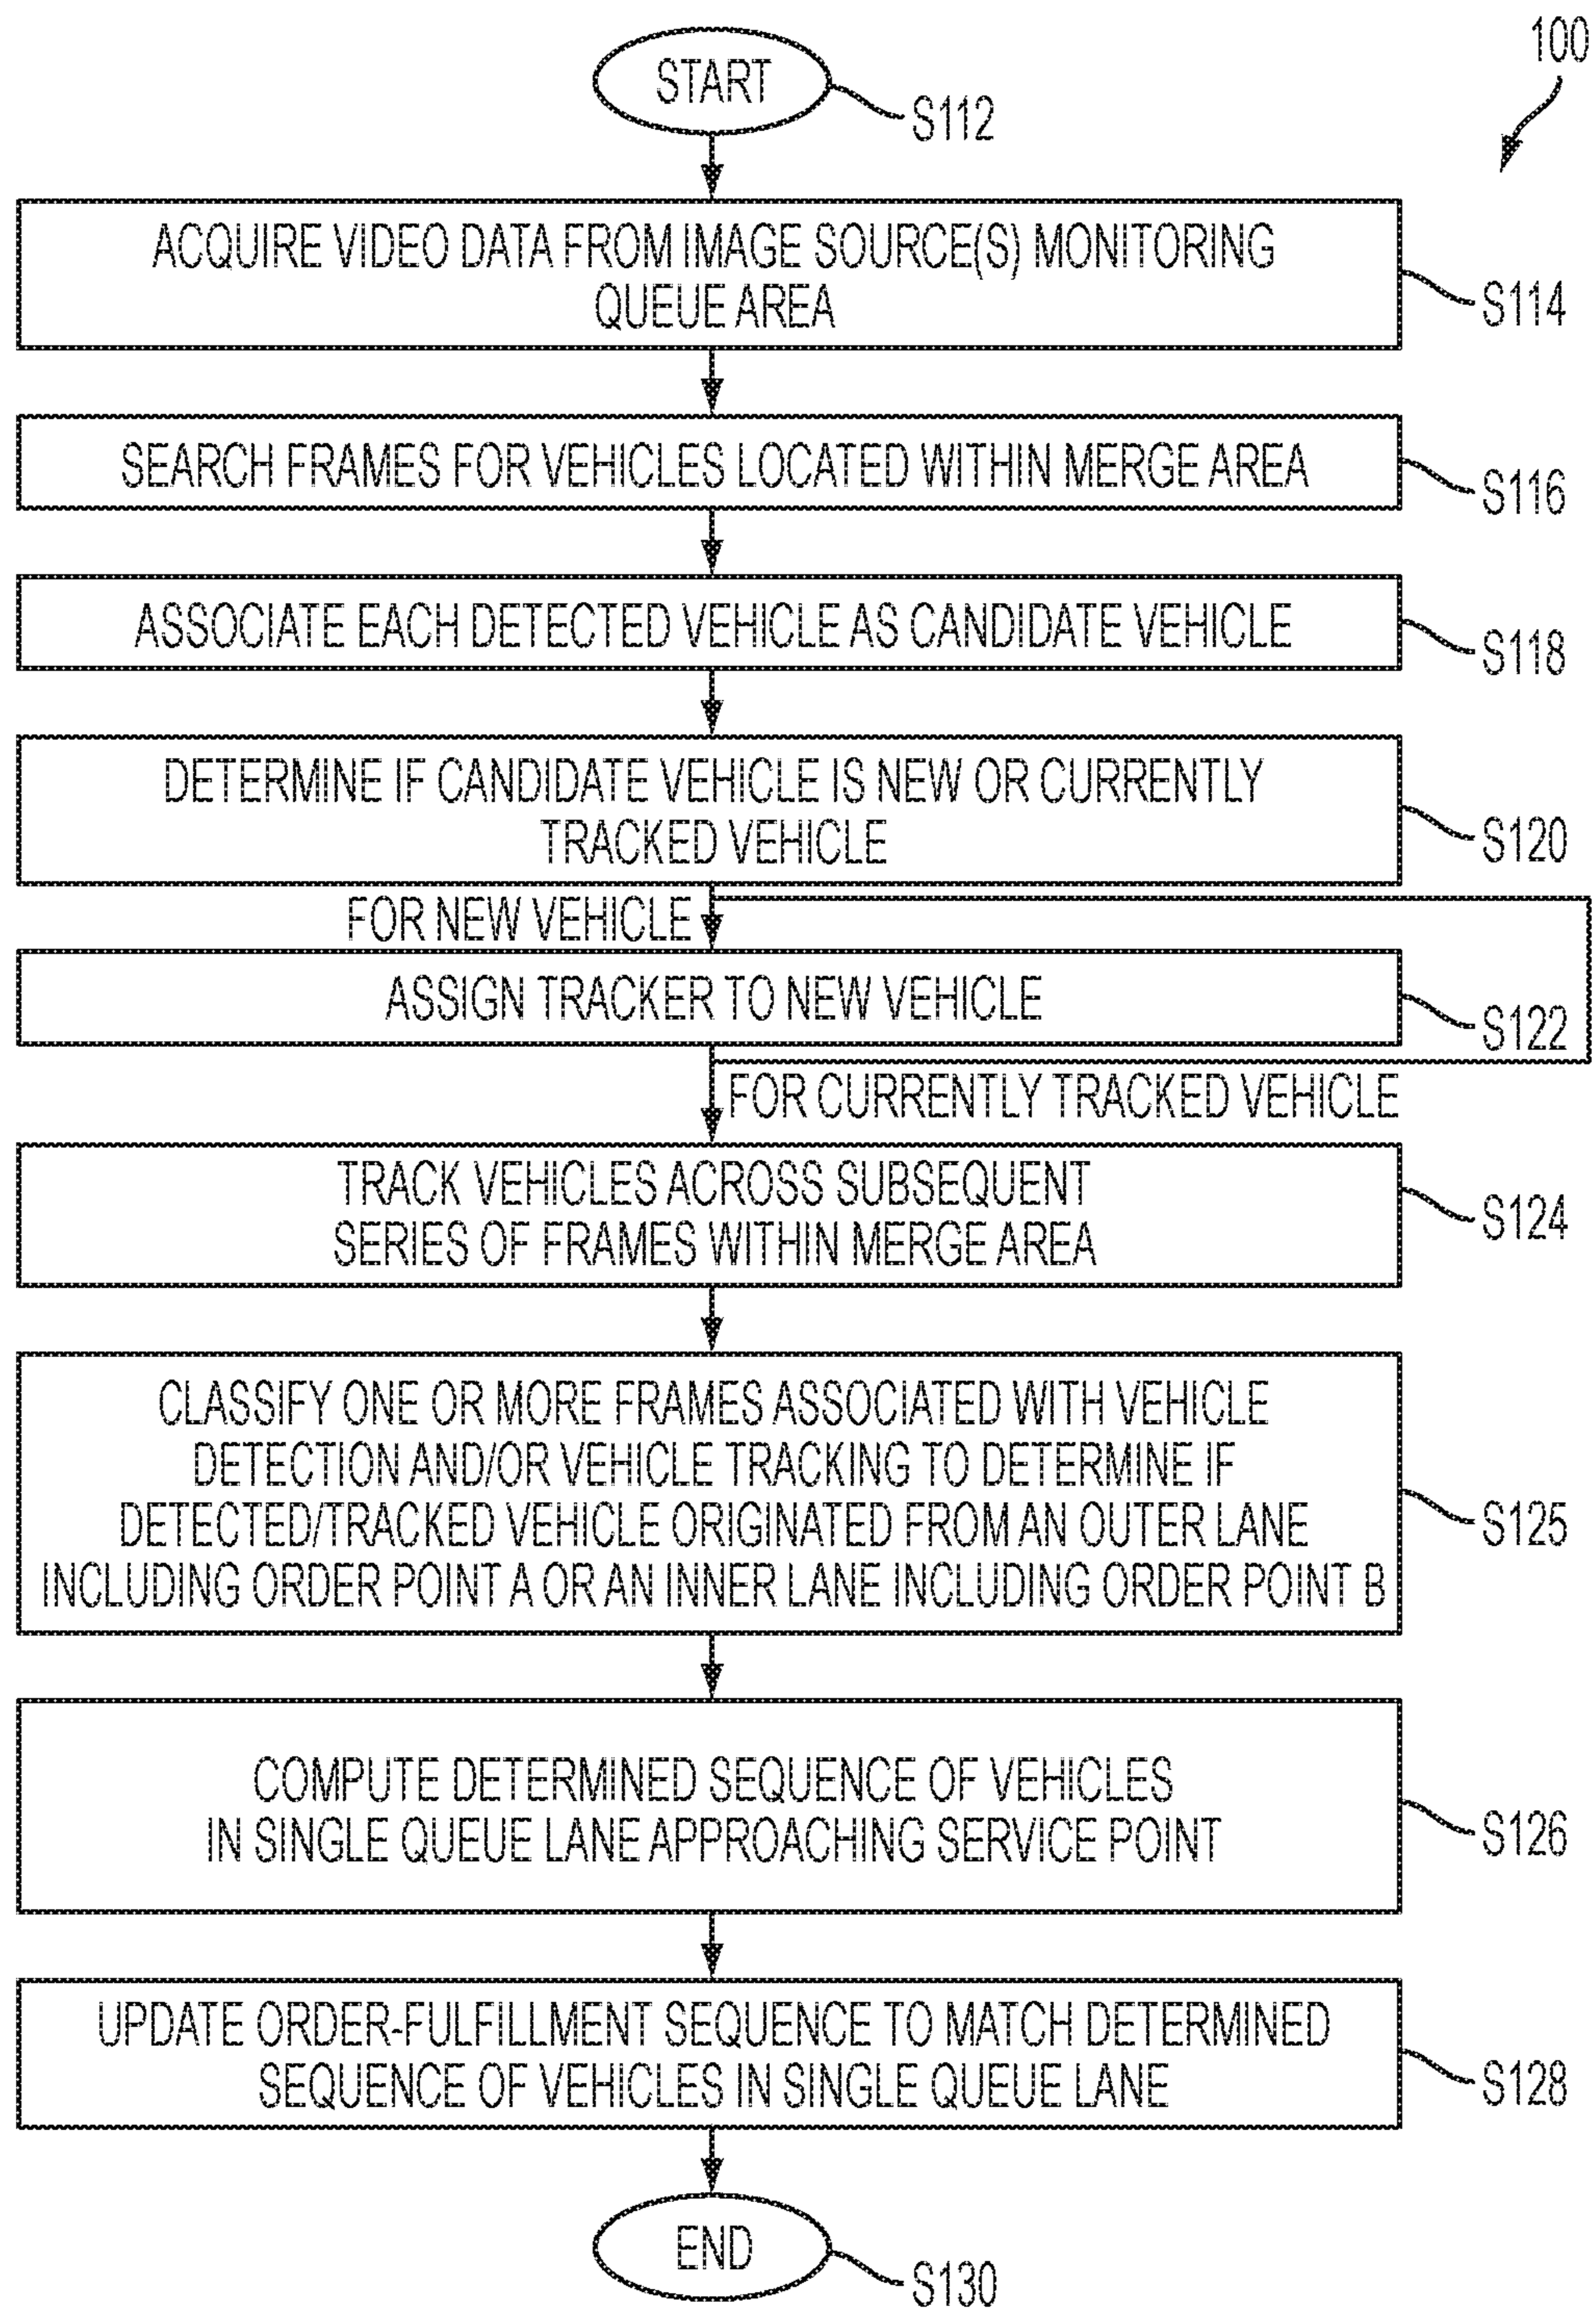 100
START
S112
ACQUIRE VIDEO DATA FROM IMAGE SOURCE(S) MONITORING
QUEUE AREA
S114
SEARCH FRAMES FOR VEHICLES LOCATED WITHIN MERGE AREA
S116
ASSOCIATE EACH DETECTED VEHICLE AS CANDIDATE VEHICLE
S118
DETERMINE IF CANDIDATE VEHICLE IS NEW OR CURRENTLY
TRACKED VEHICLE
S120
FOR NEW VEHICLE
ASSIGN TRACKER TO NEW VEHICLE
S122
FOR CURRENTLY TRACKED VEHICLE
TRACK VEHICLES ACROSS SUBSEQUENT
SERIES OF FRAMES WITHIN MERGE AREA
S124
CLASSIFY ONE OR MORE FRAMES ASSOCIATED WITH VEHICLE
DETECTION AND/OR VEHICLE TRACKING TO DETERMINE IF
DETECTED/TRACKED VEHICLE ORIGINATED FROM AN OUTER LANE
INCLUDING ORDER POINT A OR AN INNER LANE INCLUDING ORDER POINT B
S125
COMPUTE DETERMINED SEQUENCE OF VEHICLES
IN SINGLE QUEUE LANE APPROACHING SERVICE POINT
S126
UPDATE ORDER-FULFILLMENT SEQUENCE TO MATCH DETERMINED
SEQUENCE OF VEHICLES IN SINGLE QUEUE LANE
S128
END
S130